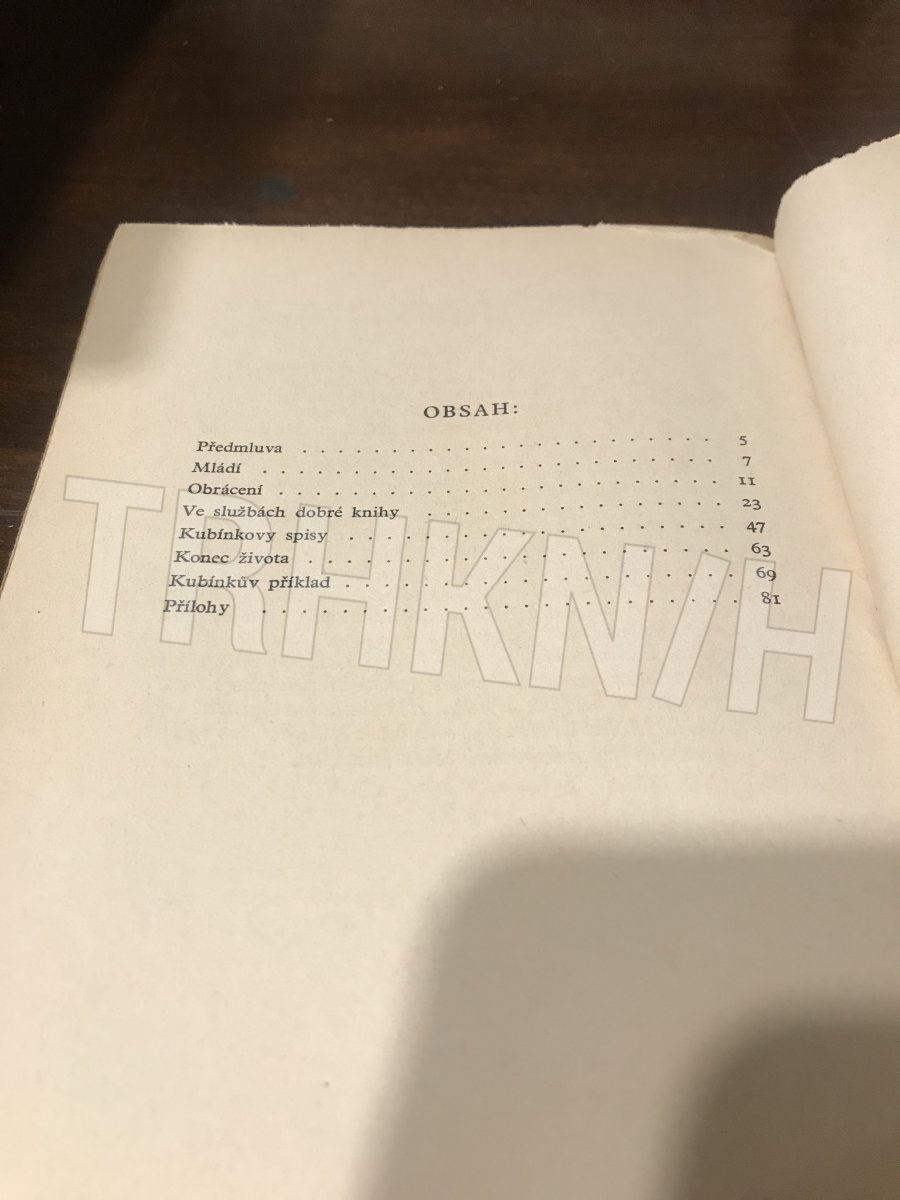 OBSAH:
Předmluva . . . . . . . . . . . . . . . . . . . . . . . 5
Mládí . . . . . . . . . . . . . . . . . . . . . . . . . 7
Obrácení . . . . . . . . . . . . . . . . . . . . . . . 11
Ve službách dobré knihy . . . . . . . . . . . . . . . . 23
Kubínkovy spisy . . . . . . . . . . . . . . . . . . . . 47
Konec života . . . . . . . . . . . . . . . . . . . . . . 63
Kubínkův příklad . . . . . . . . . . . . . . . . . . . . 69
Přílohy . . . . . . . . . . . . . . . . . . . . . . . . 81
TRHKNIH